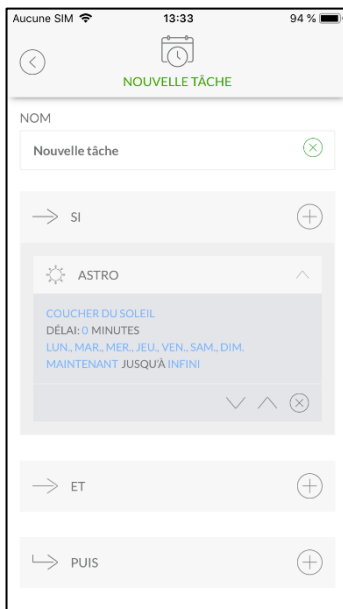 Aucune SIM 13:33 94 %
NOUVELLE TÂCHE
NOM
Nouvelle tâche
SI
ASTRO
COUCHER DU SOLEIL
DÉLAI: 0 MINUTES
LUN., MAR., MER., JEU., VEN., SAM., DIM.
MAINTENANT JUSQU'À INFINI
ET
PUIS